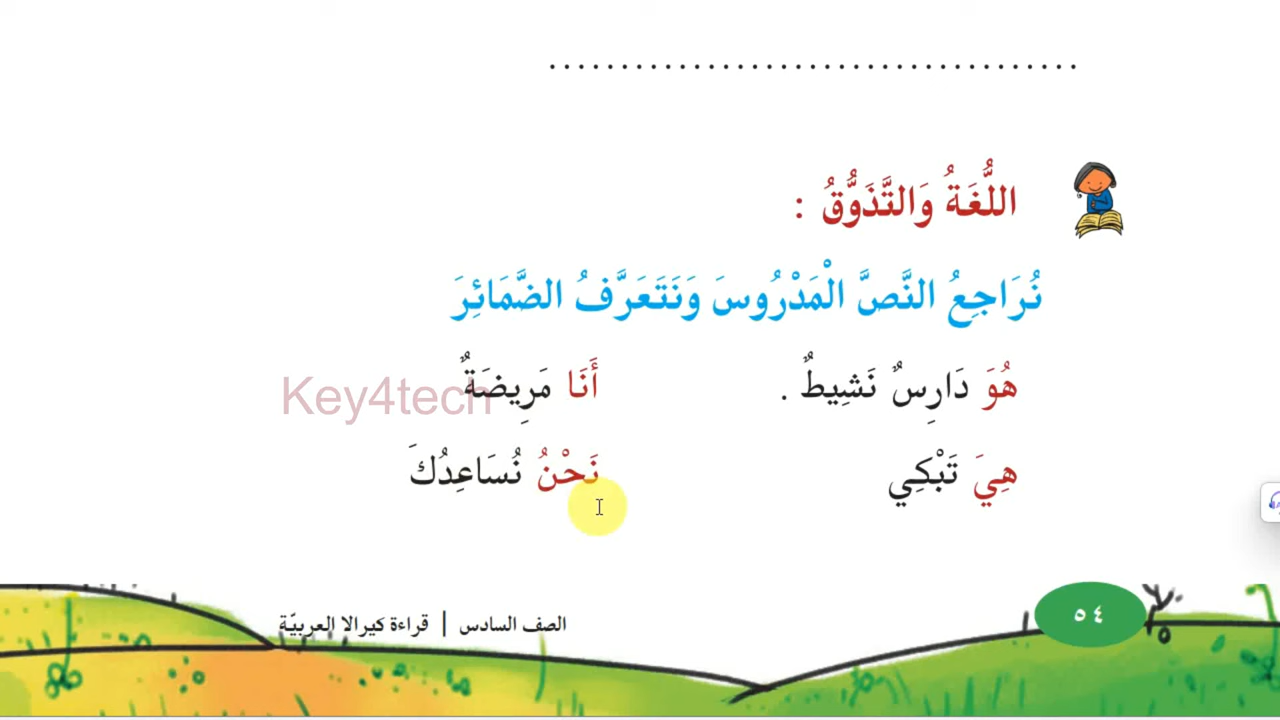 ....................................
اللُّغَةُ وَالتَّذَوُّقُ :
نُرَاجِعُ النَّصَّ الْمَدْرُوسَ وَنَتَعَرَّفُ الضَّمَائِرَ
هُوَ دَارِسٌ نَشِيطٌ . أَنَا مَرِيضَةٌ
Key4tech
هِيَ تَبْكِي نَحْنُ نُسَاعِدُكَ
٥٤
الصف السادس | قراءة كيرالا العربيّة